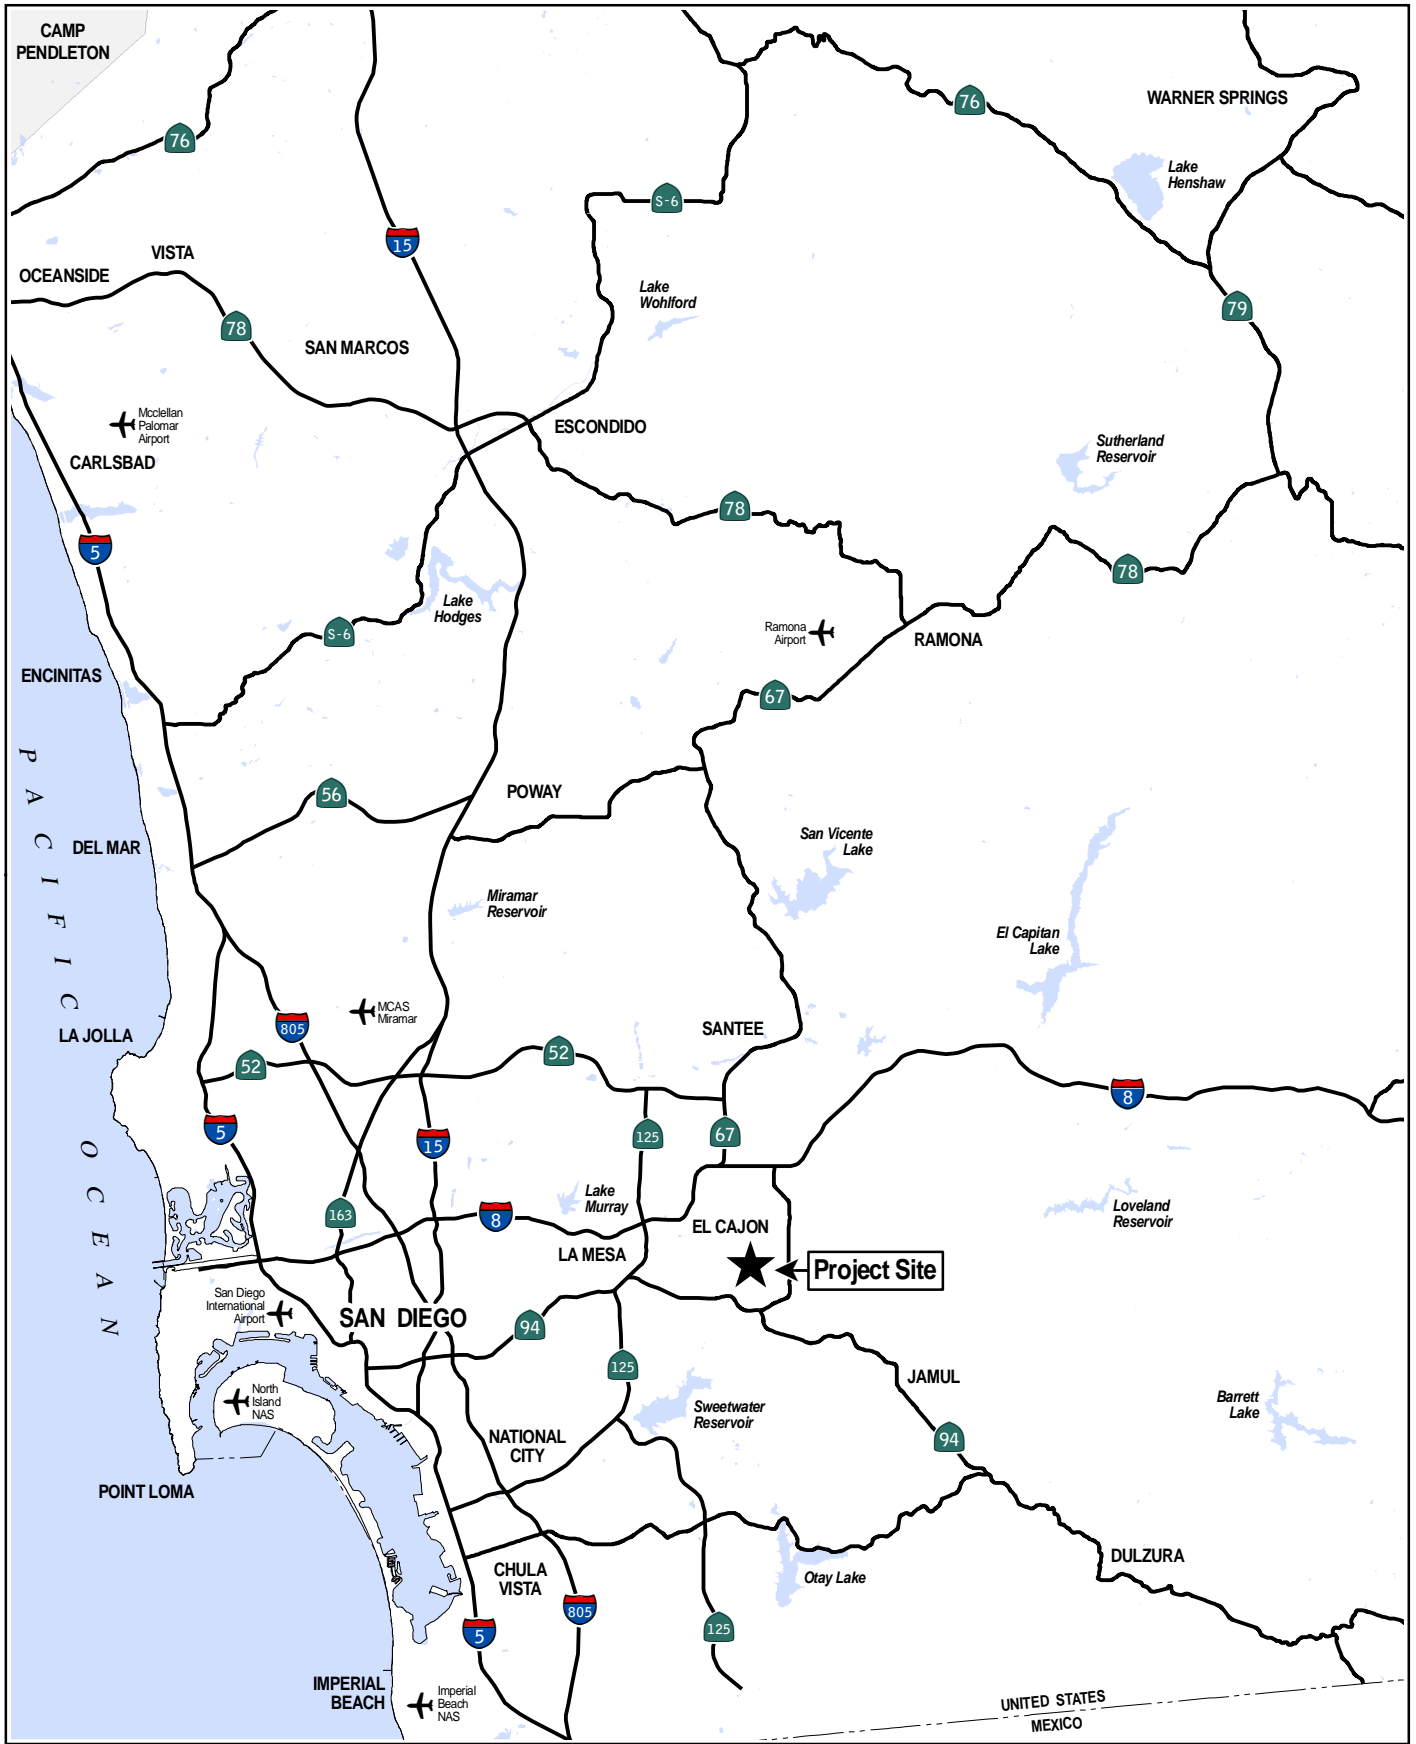 CAMP
PENDLETON
76
76
WARNER SPRINGS
Lake
Henshaw
S-6
15
VISTA
OCEANSIDE
Lake
Wohlford
79
78
SAN MARCOS
Mcclellan
Palomar
Airport
ESCONDIDO
CARLSBAD
Sutherland
Reservoir
78
5
78
Lake
Hodges
S-6
Ramona
Airport
RAMONA
ENCINITAS
67
PACIFIC OCEAN
56
POWAY
DEL MAR
San Vicente
Lake
Miramar
Reservoir
El Capitan
Lake
MCAS
Miramar
805
SANTEE
LA JOLLA
52
52
8
5
15
125
67
163
Lake
Murray
8
Loveland
Reservoir
EL CAJON
LA MESA
Project Site
San Diego
International
Airport
SAN DIEGO
94
125
JAMUL
North
Island
NAS
Sweetwater
Reservoir
Barrett
Lake
NATIONAL
CITY
94
POINT LOMA
DULZURA
CHULA
VISTA
Otay Lake
805
5
125
IMPERIAL
BEACH
Imperial
Beach
NAS
UNITED STATES
MEXICO